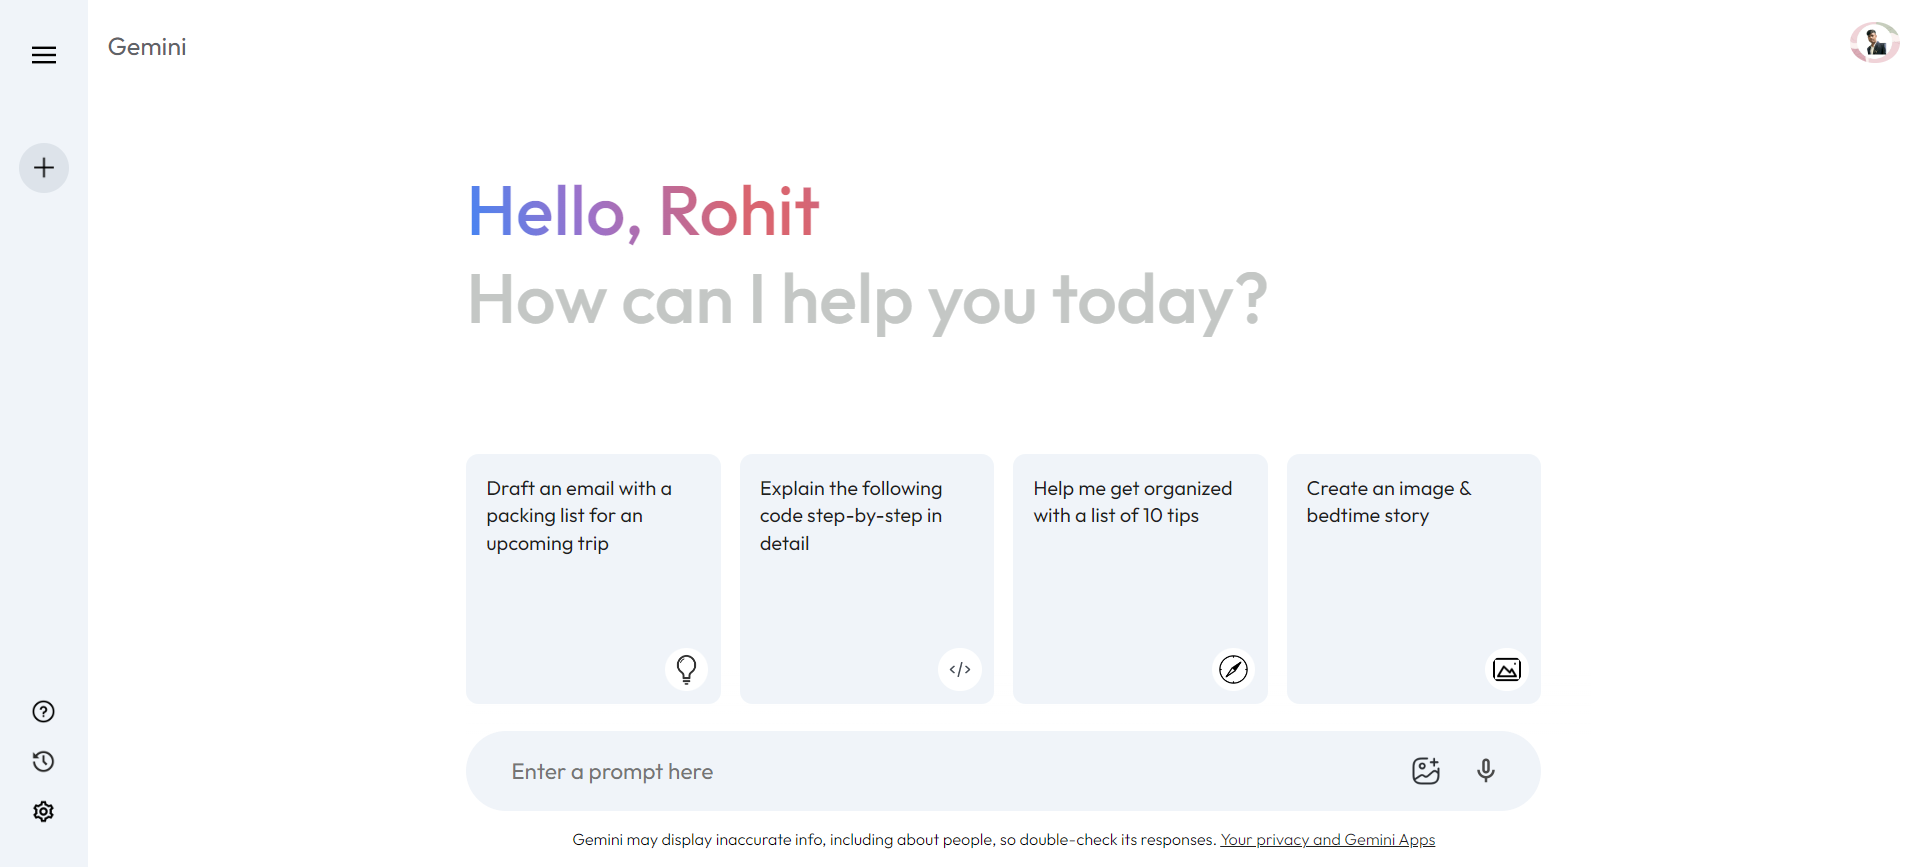 Gemini
Hello, Rohit
How can I help you today?
Draft an email with a
packing list for an
upcoming trip
Explain the following
code step-by-step in
detail
</>
Help me get organized
with a list of 10 tips
Create an image &
bedtime story
Enter a prompt here
Gemini may display inaccurate info, including about people, so double-check its responses. Your privacy and Gemini Apps